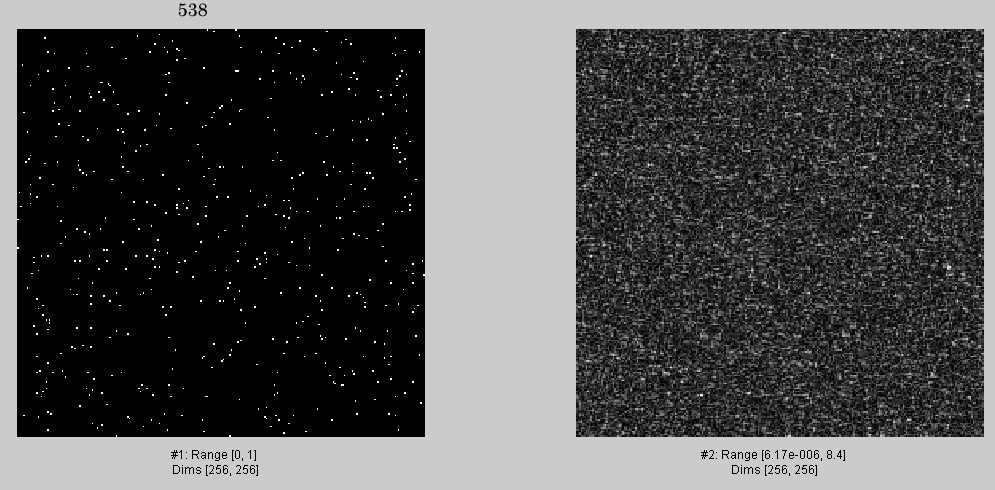 538
#1: Range [0, 1]
Dims [256, 256]
#2: Range [6.17e-006, 8.4]
Dims [256, 256]